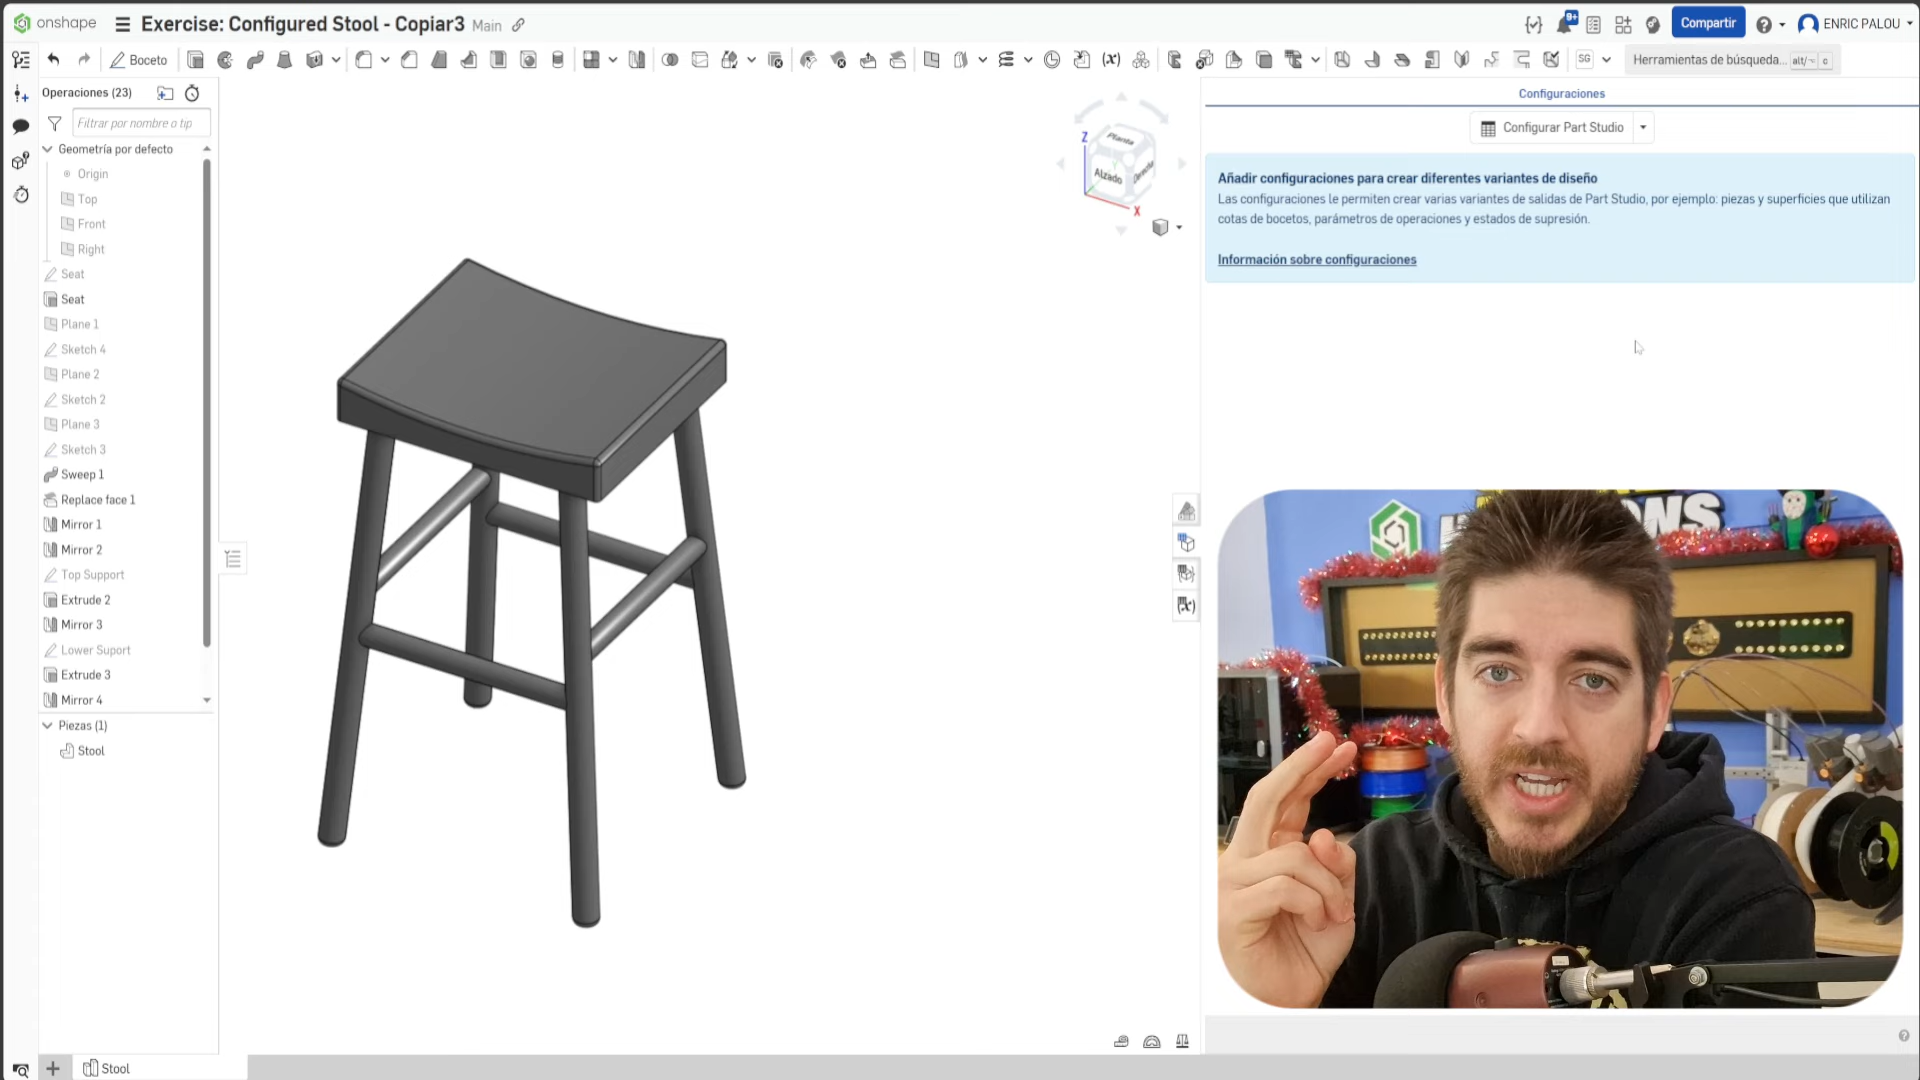 onshape
Exercise: Configured Stool - Copiar3 Main
9+
Compartir
ENRIC PALOU
Boceto
SG
Herramientas de búsqueda... alt/⌥ c
Operaciones (23)
Filtrar por nombre o tip
Geometría por defecto
Origin
Top
Front
Right
Seat
Seat
Plane 1
Sketch 4
Plane 2
Sketch 2
Plane 3
Sketch 3
Sweep 1
Replace face 1
Mirror 1
Mirror 2
Top Support
Extrude 2
Mirror 3
Lower Suport
Extrude 3
Mirror 4
Piezas (1)
Stool
Z
Planta
Alzado
Derecha
X
Configuraciones
Configurar Part Studio
Añadir configuraciones para crear diferentes variantes de diseño
Las configuraciones le permiten crear varias variantes de salidas de Part Studio, por ejemplo: piezas y superficies que utilizan
cotas de bocetos, parámetros de operaciones y estados de supresión.
Información sobre configuraciones
Stool